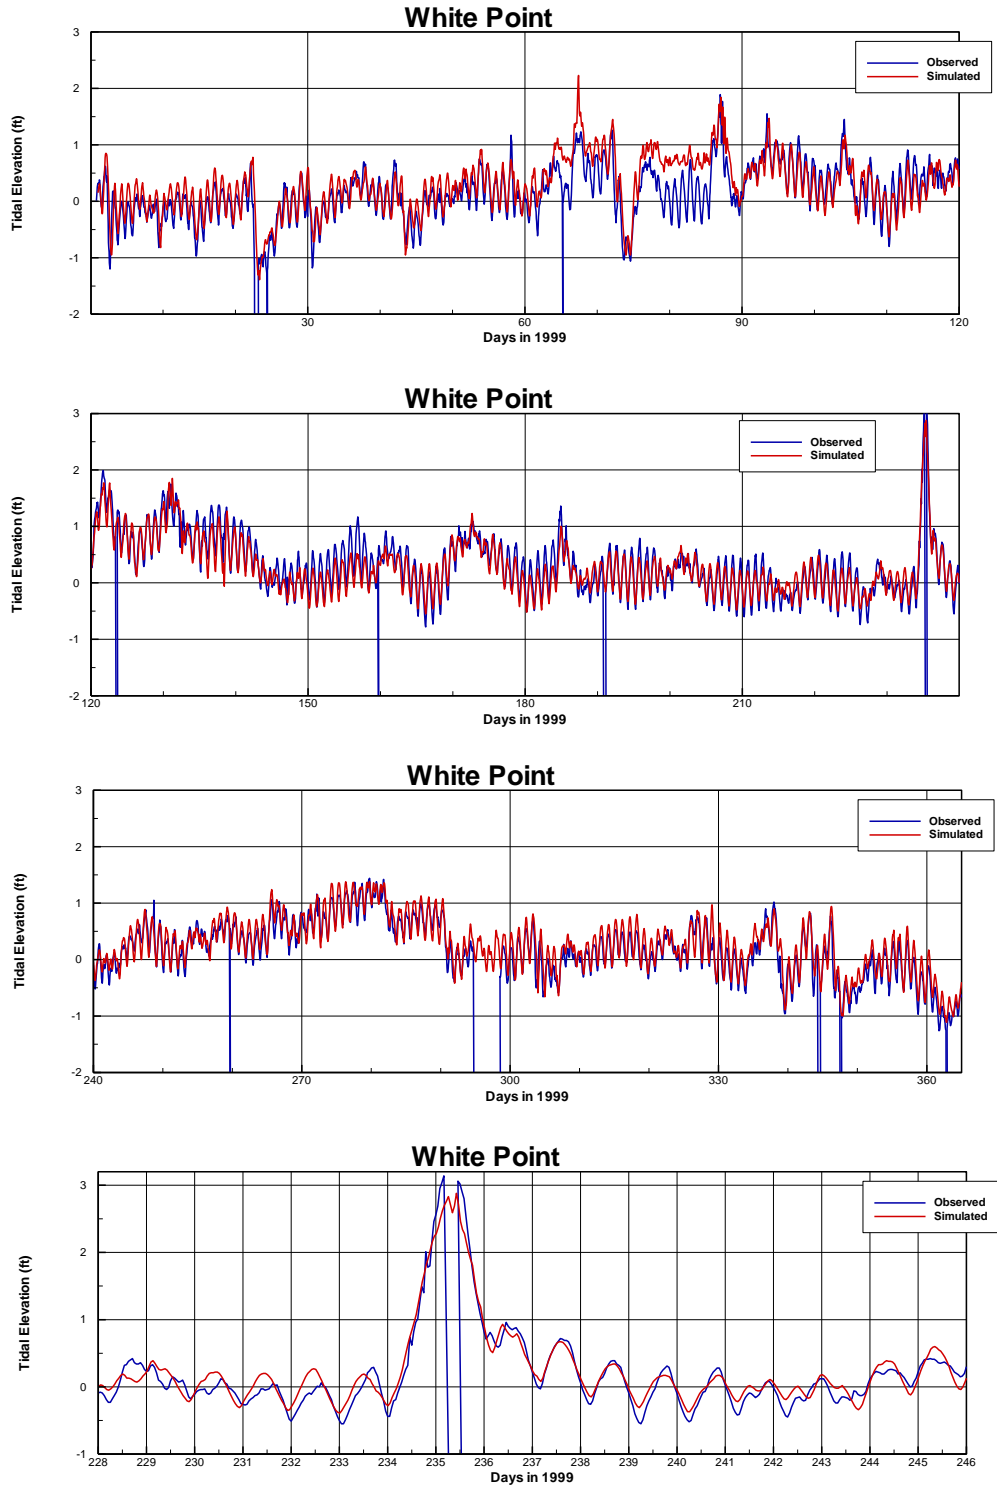 White Point
3
2
1
0
-1
-2
Tidal Elevation (ft)
Observed
Simulated
30
60
90
120
Days in 1999
White Point
3
2
1
0
-1
-2
Tidal Elevation (ft)
Observed
Simulated
120
150
180
210
Days in 1999
White Point
3
2
1
0
-1
-2
Tidal Elevation (ft)
Observed
Simulated
240
270
300
330
360
Days in 1999
White Point
3
2
1
0
-1
Tidal Elevation (ft)
Observed
Simulated
228 229 230 231 232 233 234 235 236 237 238 239 240 241 242 243 244 245 246
Days in 1999